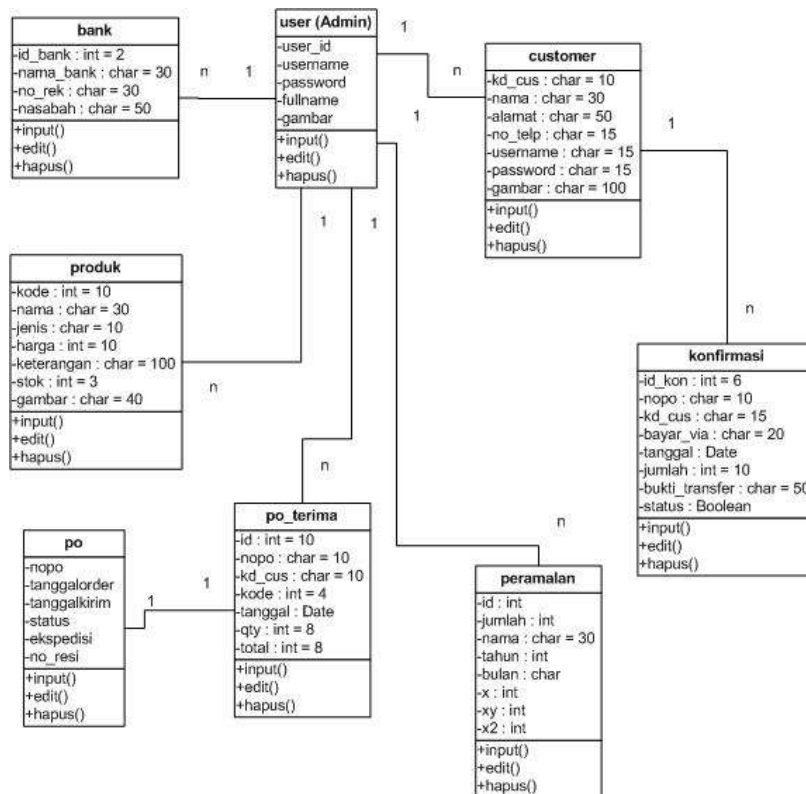 bank
-id_bank : int = 2
-nama_bank : char = 30
-no_rek : char = 30
-nasabah : char = 50
+input()
+edit()
+hapus()
n
1
user (Admin)
-user_id
-username
-password
-fullname
-gambar
+input()
+edit()
+hapus()
1
n
1
customer
-kd_cus : char = 10
-nama : char = 30
-alamat : char = 50
-no_telp : char = 15
-username : char = 15
-password : char = 15
-gambar : char = 100
+input()
+edit()
+hapus()
1
n
1
1
produk
-kode : int = 10
-nama : char = 30
-jenis : char = 10
-harga : int = 10
-keterangan : char = 100
-stok : int = 3
-gambar : char = 40
+input()
+edit()
+hapus()
n
n
konfirmasi
-id_kon : int = 6
-nopo : char = 10
-kd_cus : char = 15
-bayar_via : char = 20
-tanggal : Date
-jumlah : int = 10
-bukti_transfer : char = 50
-status : Boolean
+input()
+edit()
+hapus()
po
-nopo
-tanggalorder
-tanggalkirim
-status
-ekspedisi
-no_resi
+input()
+edit()
+hapus()
1
1
po_terima
-id : int = 10
-nopo : char = 10
-kd_cus : char = 10
-kode : int = 4
-tanggal : Date
-qty : int = 8
-total : int = 8
+input()
+edit()
+hapus()
n
peramalan
-id : int
-jumlah : int
-nama : char = 30
-tahun : int
-bulan : char
-x : int
-xy : int
-x2 : int
+input()
+edit()
+hapus()